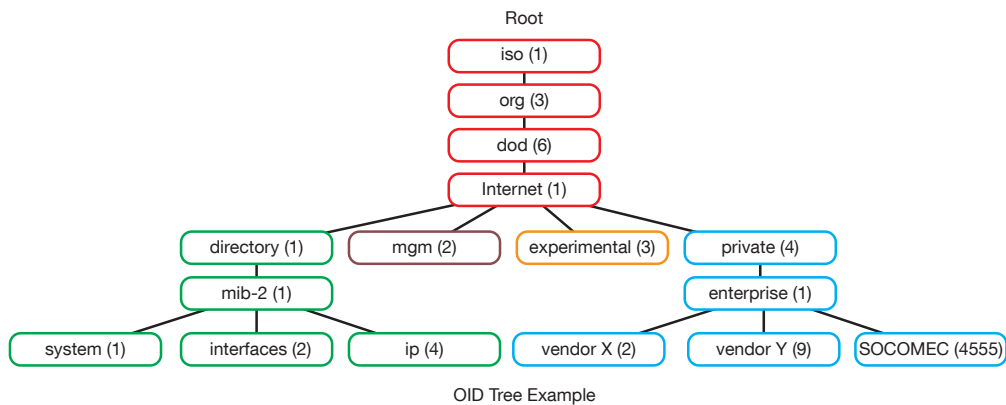 Root
iso (1)
org (3)
dod (6)
Internet (1)
directory (1)
mgm (2)
experimental (3)
private (4)
mib-2 (1)
enterprise (1)
system (1)
interfaces (2)
ip (4)
vendor X (2)
vendor Y (9)
SOCOMEC (4555)
OID Tree Example